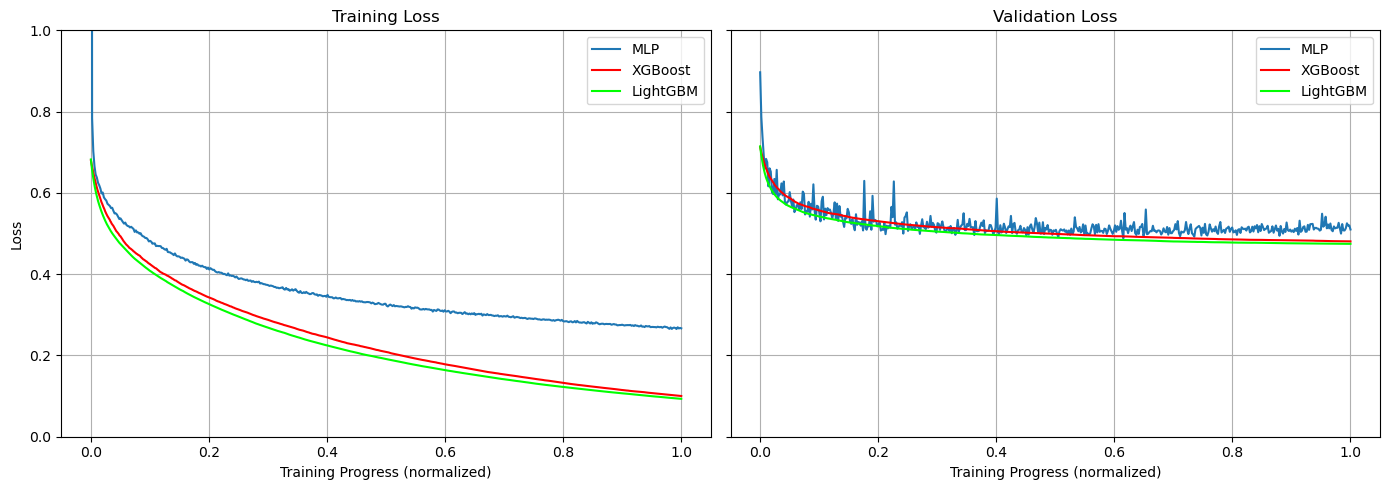 Training Loss
MLP
XGBoost
LightGBM
1.0
0.8
0.6
0.4
0.2
0.0
Loss
0.0 0.2 0.4 0.6 0.8 1.0
Training Progress (normalized)
Validation Loss
MLP
XGBoost
LightGBM
0.0 0.2 0.4 0.6 0.8 1.0
Training Progress (normalized)